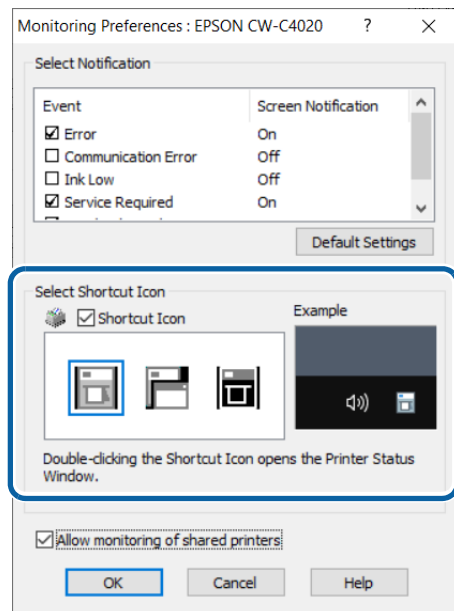 Monitoring Preferences : EPSON CW-C4020 ? ×
Select Notification
Event Screen Notification
Error On
Communication Error Off
Ink Low Off
Service Required On
Default Settings
Select Shortcut Icon
Shortcut Icon
Example
Double-clicking the Shortcut Icon opens the Printer Status
Window.
Allow monitoring of shared printers
OK Cancel Help